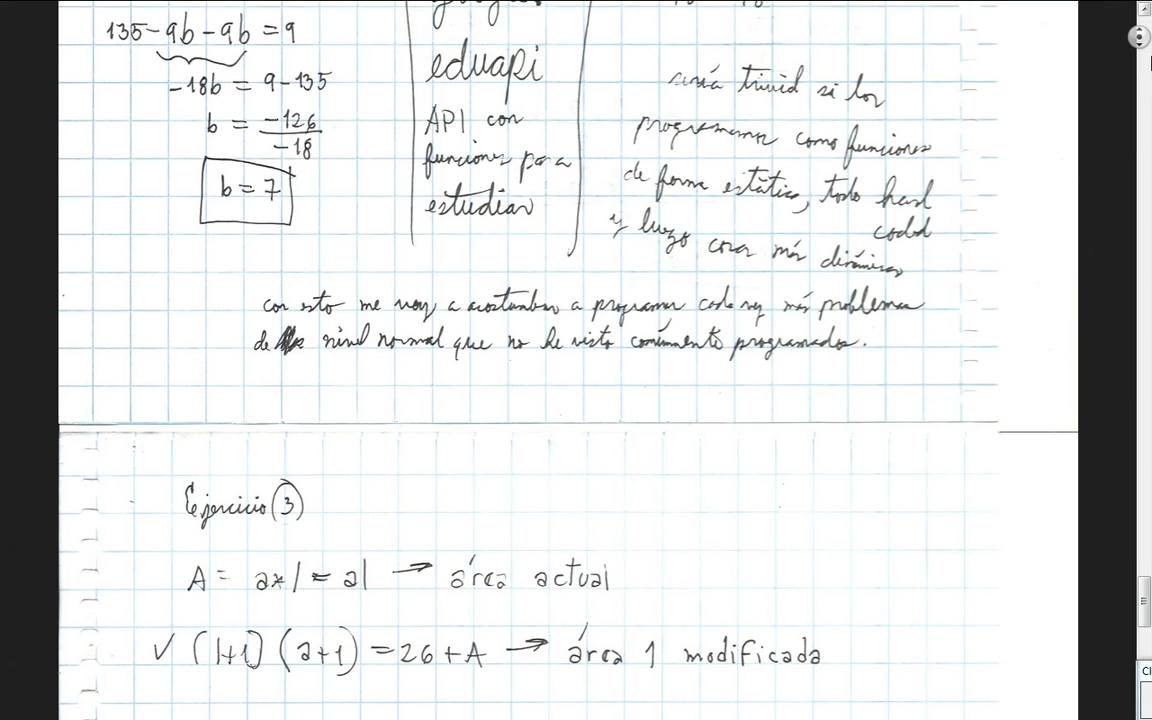 135-9b-9b = 9
-18b = 9-135
b = -126
-18
b = 7
eduapi
API con
funciones para
estudiar
sería trivial si los
programamos como funciones
de forma estática, todo hard
coded
y luego cosas más dinámicas
con esto me voy a acostumbrar a programar cada vez más problemas
de nivel normal que no he visto comúnmente programados.
Ejercicio 3
A = a*l = al → área actual
✓ (l+1) (a+1) = 26+A → área 1 modificada
Cl